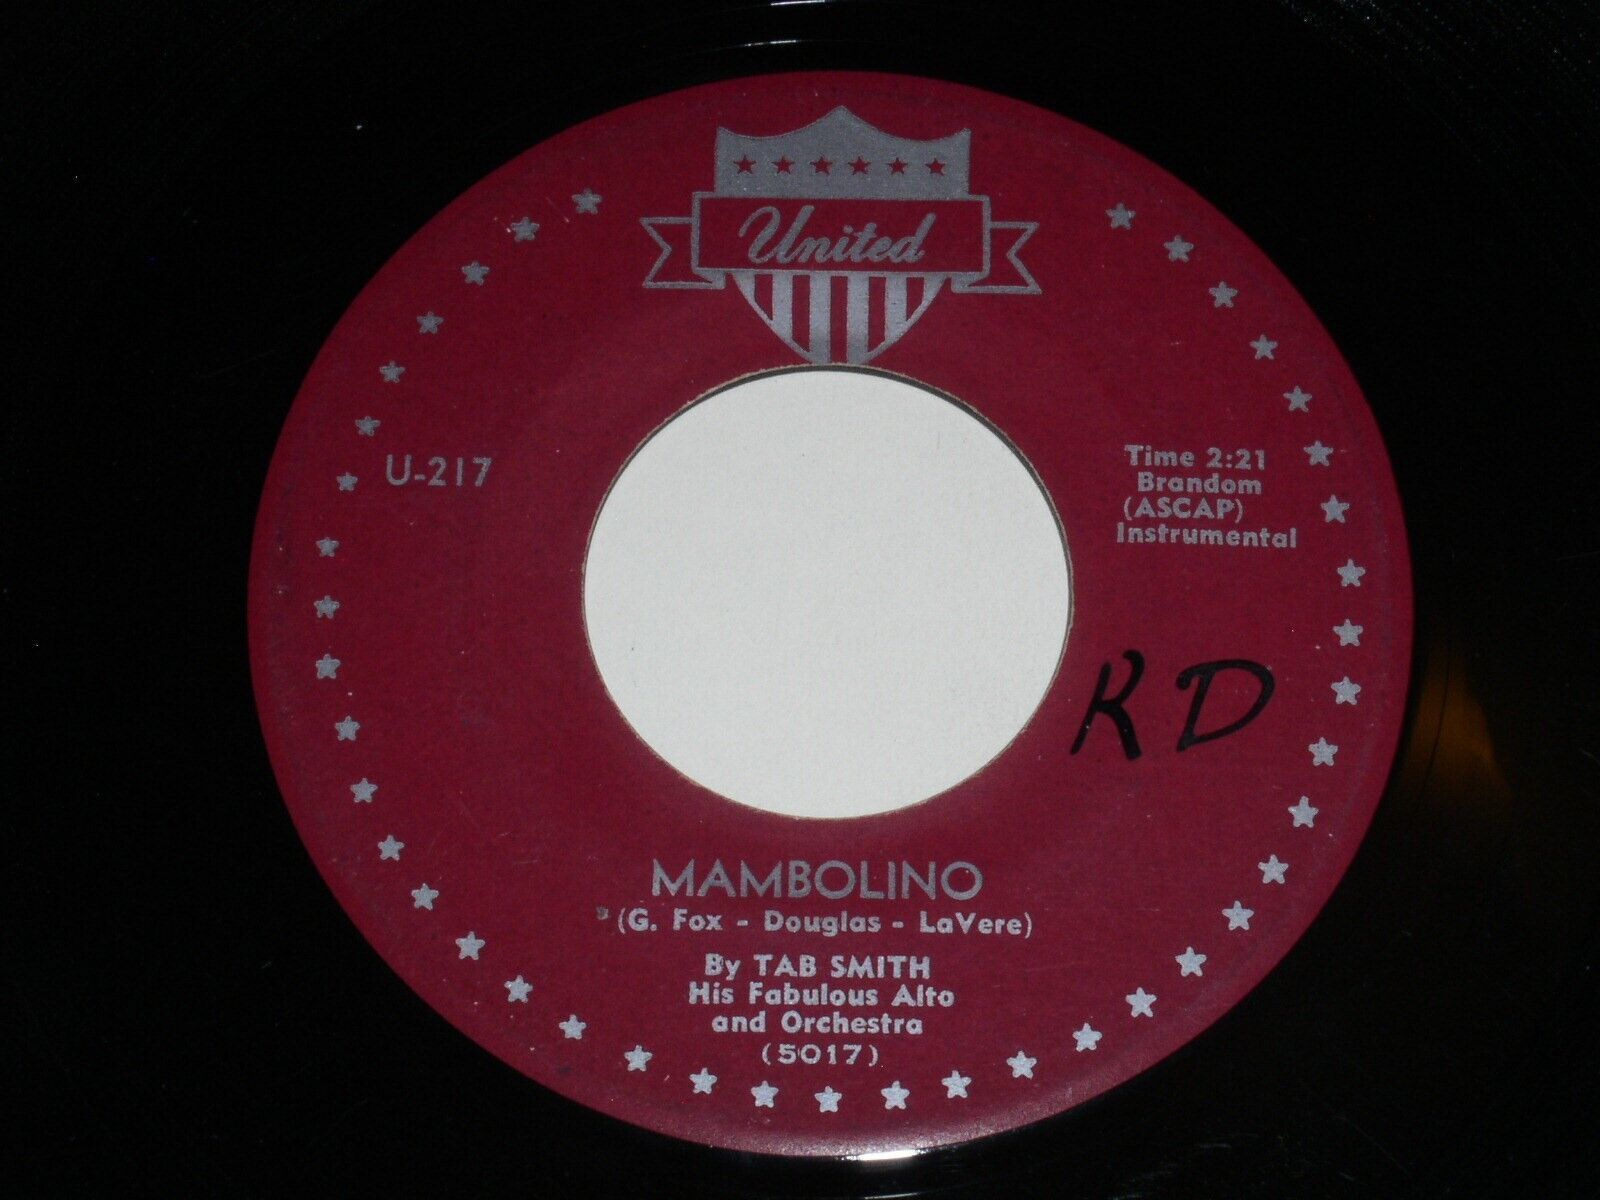 United
U-217
Time 2:21
Brandom
(ASCAP)
Instrumental
KD
MAMBOLINO
(G. Fox - Douglas - LaVere)
By TAB SMITH
His Fabulous Alto
and Orchestra
(5017)